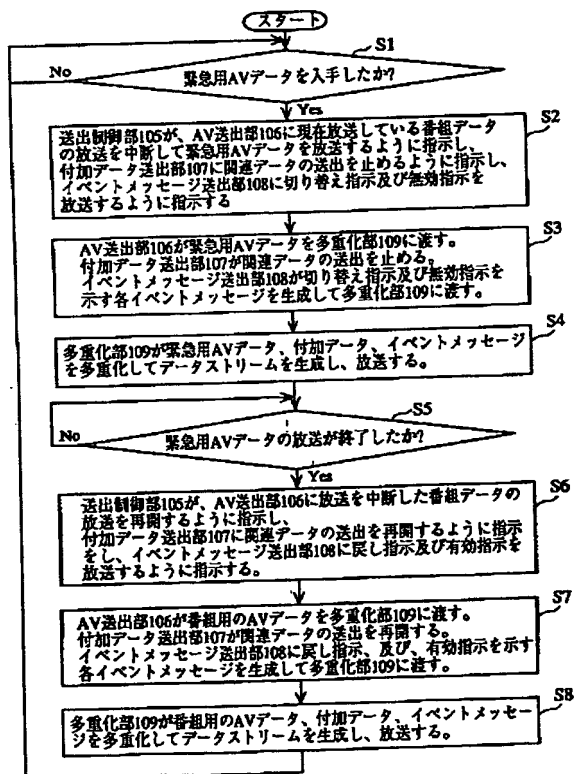 スタート
S1
No
緊急用AVデータを入手したか?
Yes
S2
送出制御部105が、AV送出部106に現在放送している番組データ
の放送を中断して緊急用AVデータを放送するように指示し、
付加データ送出部107に関連データの送出を止めるように指示し、
イベントメッセージ送出部108に切り替え指示及び無効指示を
放送するように指示する
S3
AV送出部106が緊急用AVデータを多重化部109に渡す。
付加データ送出部107が関連データの送出を止める。
イベントメッセージ送出部108が切り替え指示及び無効指示を
示す各イベントメッセージを生成して多重化部109に渡す。
S4
多重化部109が緊急用AVデータ、付加データ、イベントメッセージ
を多重化してデータストリームを生成し、放送する。
S5
No
緊急用AVデータの放送が終了したか?
Yes
S6
送出制御部105が、AV送出部106に放送を中断した番組データの
放送を再開するように指示し、
付加データ送出部107に関連データの送出を再開するように指示
をし、イベントメッセージ送出部108に戻し指示及び有効指示を
放送するように指示する。
S7
AV送出部106が番組用のAVデータを多重化部109に渡す。
付加データ送出部107が関連データの送出を再開する。
イベントメッセージ送出部108に戻し指示、及び、有効指示を示す
各イベントメッセージを生成して多重化部109に渡す。
S8
多重化部109が番組用のAVデータ、付加データ、イベントメッセー
ジを多重化してデータストリームを生成し、放送する。